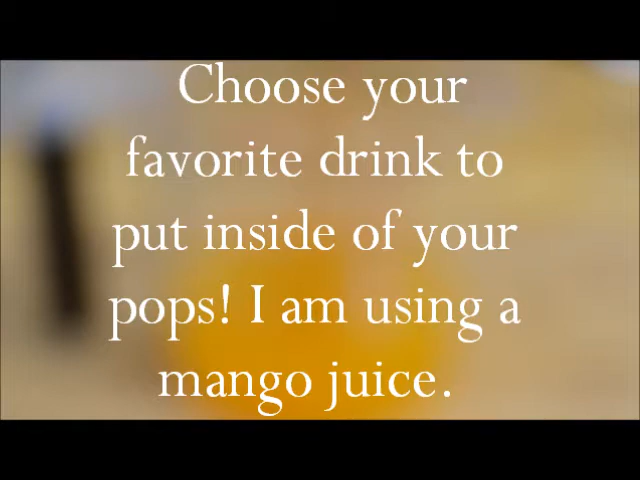 Choose your
favorite drink to
put inside of your
pops! I am using a
mango juice.